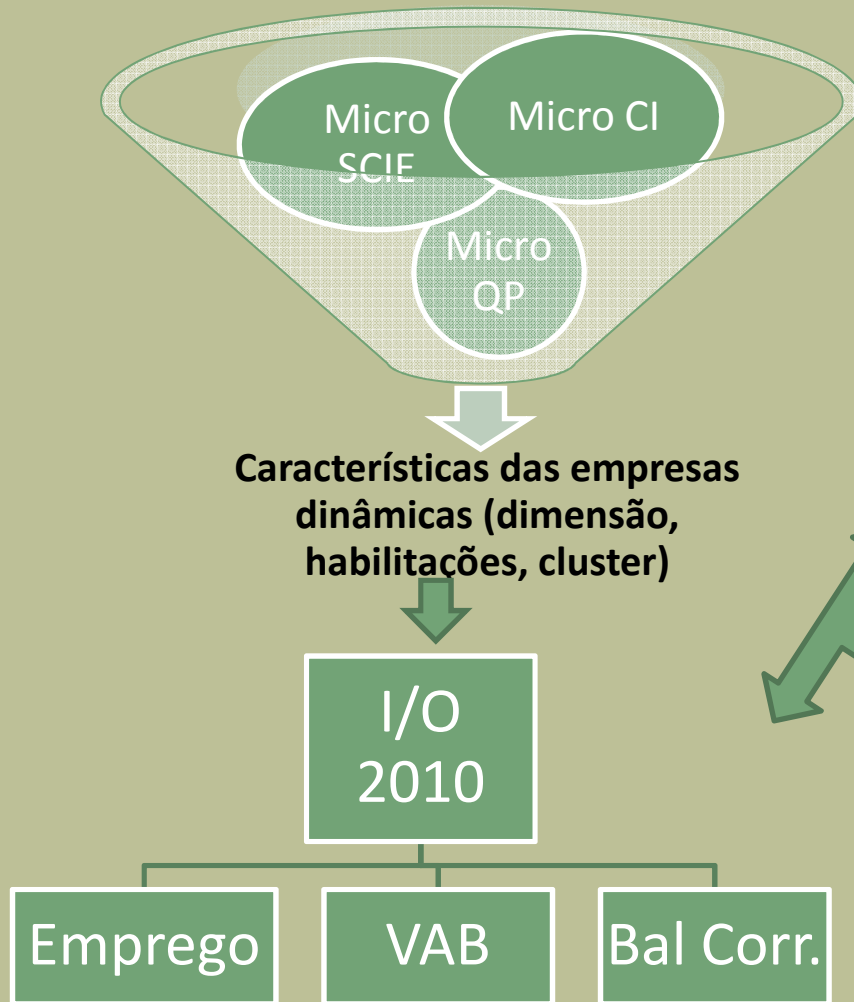 Micro
SCIE
Micro CI
Micro
QP
Características das empresas
dinâmicas (dimensão,
habilitações, cluster)
I/O
2010
Emprego
VAB
Bal Corr.